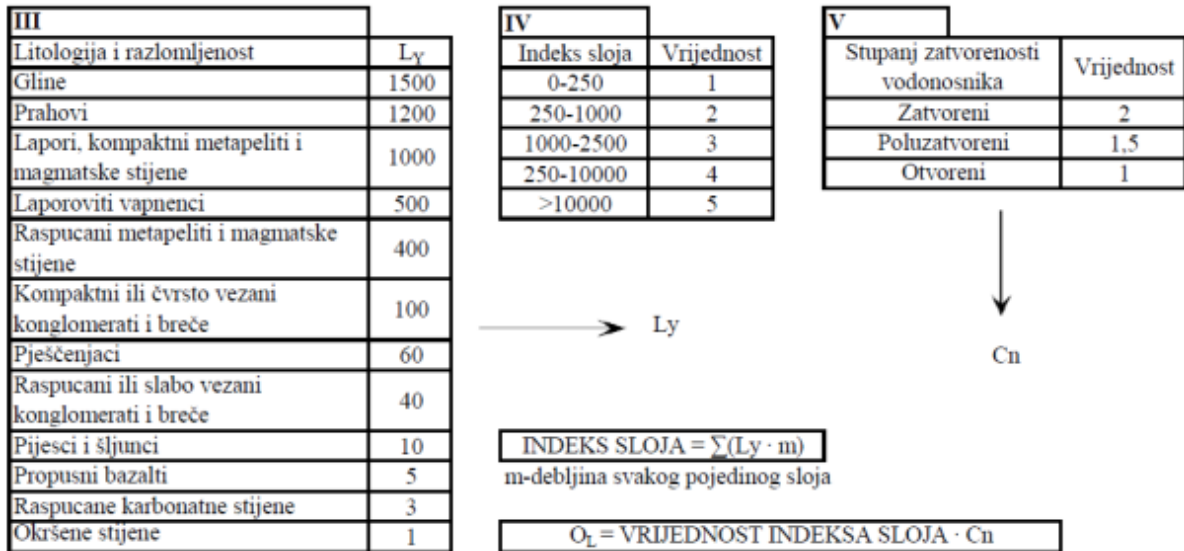 III
Litologija i razlomljenost LY
Gline 1500
Prahovi 1200
Lapori, kompaktni metapeliti i
magmatske stijene 1000
Laporoviti vapnenci 500
Raspucani metapeliti i magmatske
stijene 400
Kompaktni ili čvrsto vezani
konglomerati i breče 100
Pješčenjaci 60
Raspucani ili slabo vezani
konglomerati i breče 40
Pijesci i šljunci 10
Propusni bazalti 5
Raspucane karbonatne stijene 3
Okršene stijene 1
IV
Indeks sloja Vrijednost
0-250 1
250-1000 2
1000-2500 3
250-10000 4
>10000 5
V
Stupanj zatvorenosti
vodonosnika Vrijednost
Zatvoreni 2
Poluzatvoreni 1,5
Otvoreni 1
Ly
Cn
INDEKS SLOJA = ∑(Ly · m)
m-debljina svakog pojedinog sloja
OL = VRIJEDNOST INDEKSA SLOJA · Cn